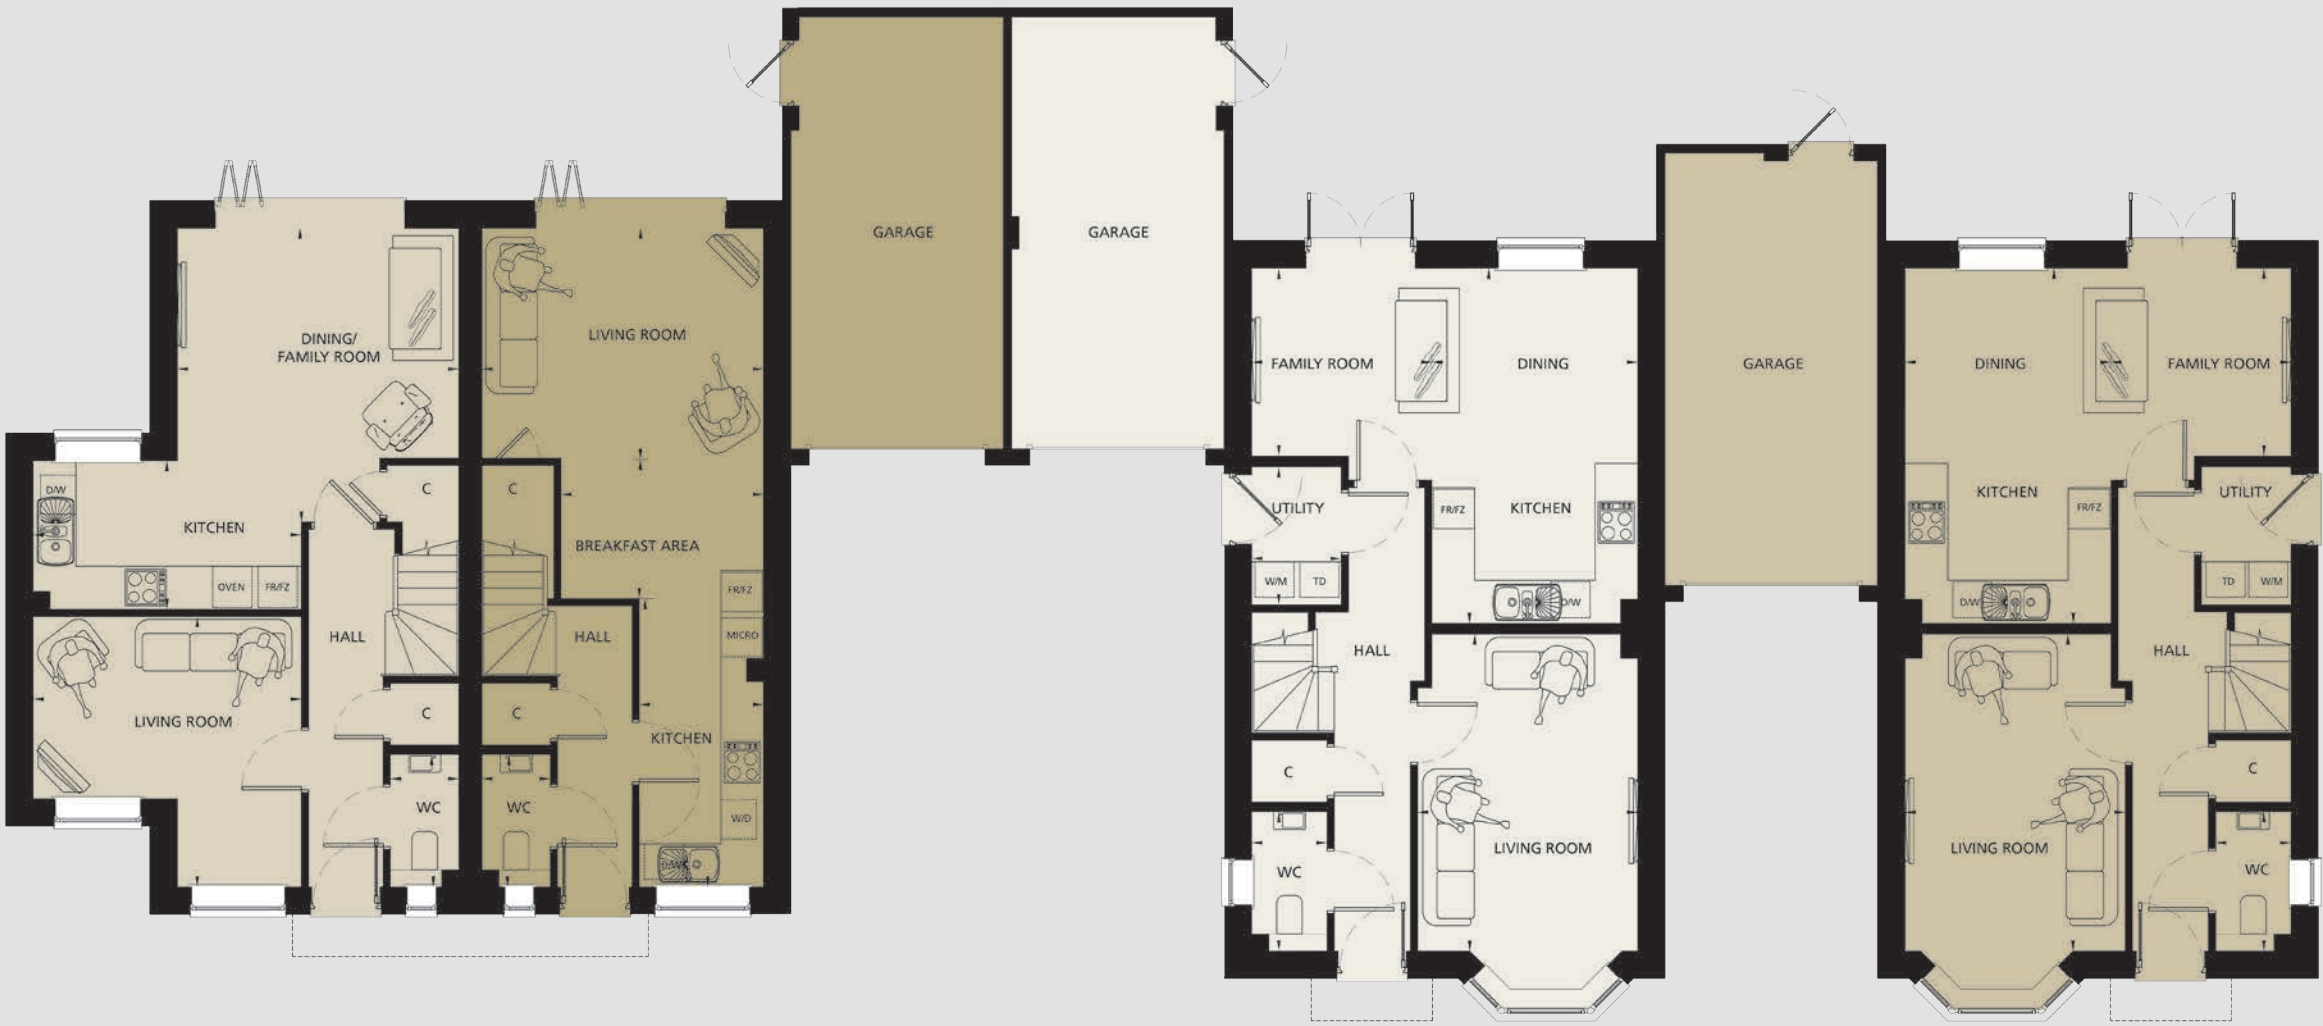 GARAGE
GARAGE
DINING/
FAMILY ROOM
LIVING ROOM
FAMILY ROOM
DINING
GARAGE
DINING
FAMILY ROOM
D/W
C
C
KITCHEN
BREAKFAST AREA
OVEN
FR/FZ
FR/FZ
MICRO
HALL
HALL
LIVING ROOM
C
C
KITCHEN
WC
WC
W/D
D/W
UTILITY
FR/FZ
KITCHEN
W/M
TD
D/W
HALL
C
WC
LIVING ROOM
KITCHEN
FR/FZ
UTILITY
TD
W/M
D/W
HALL
C
LIVING ROOM
WC